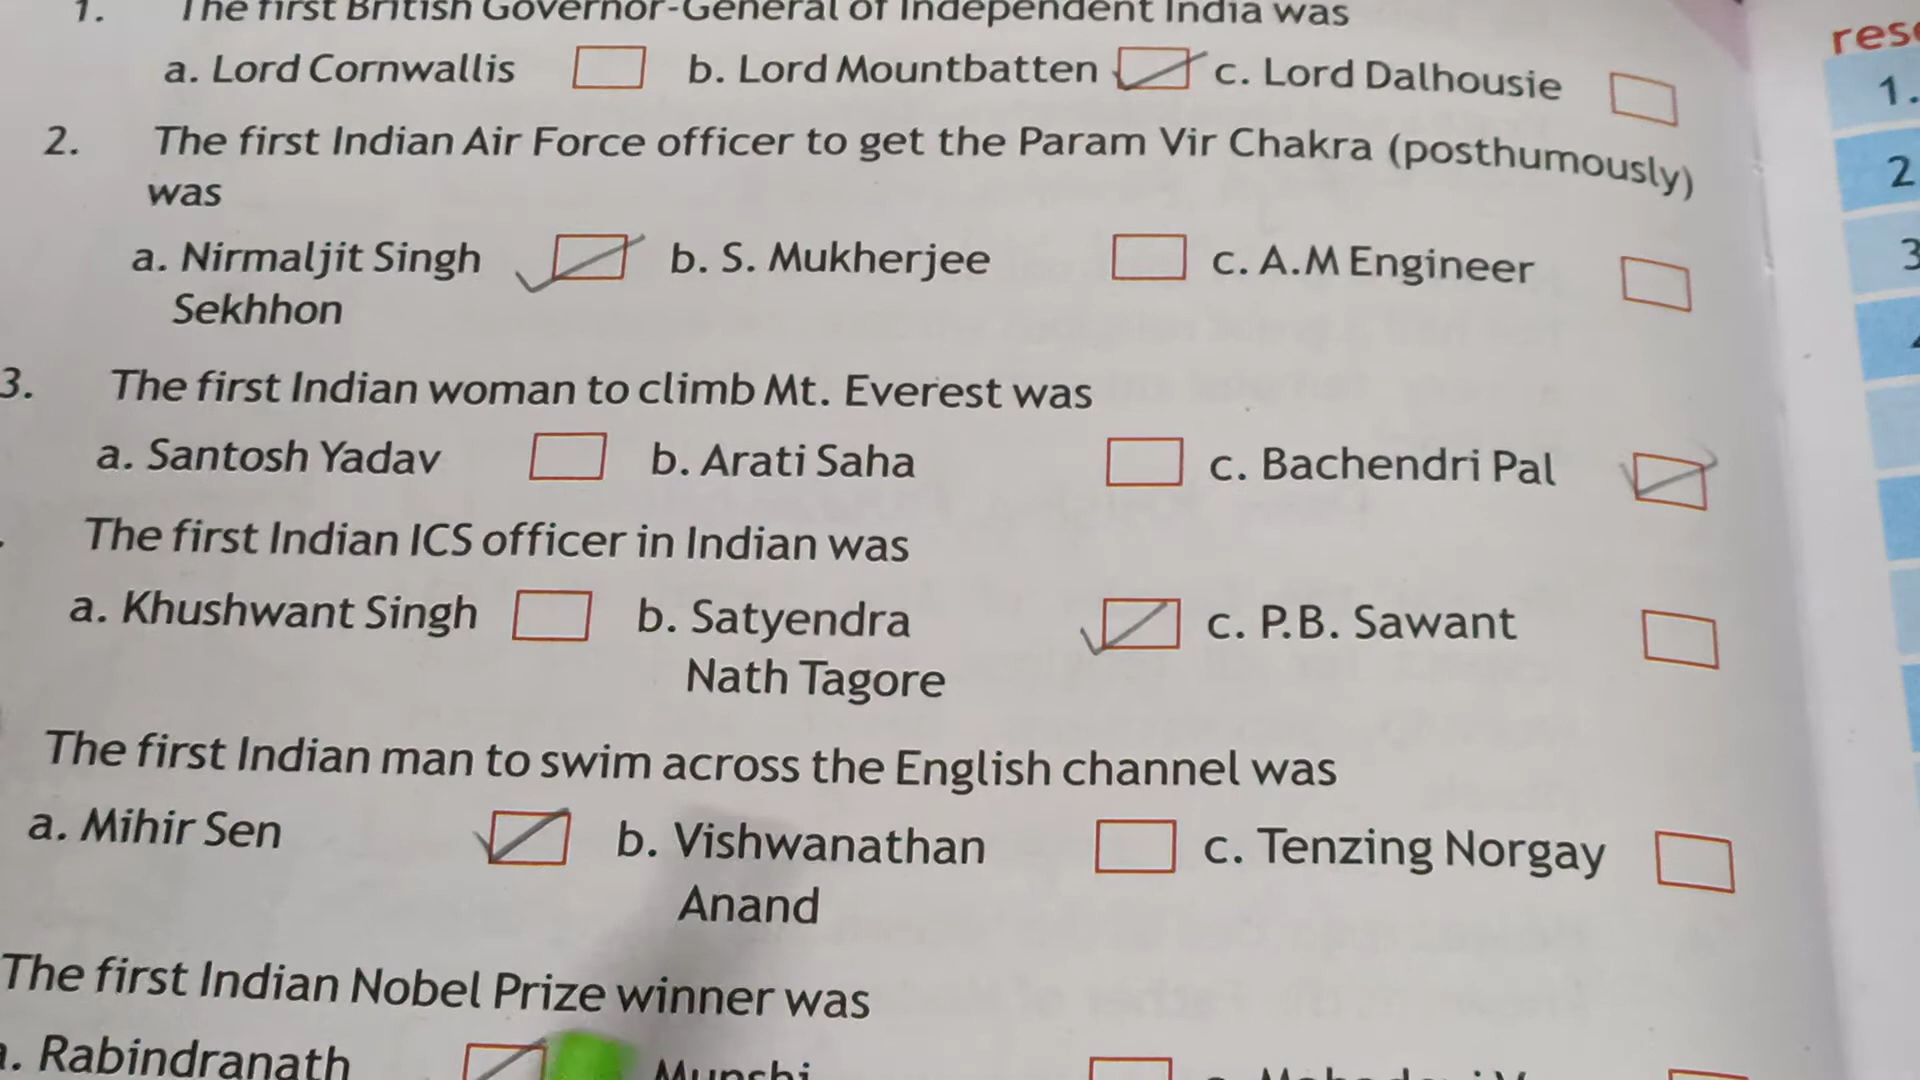 1. The first British Governor-General of Independent India was
a. Lord Cornwallis b. Lord Mountbatten c. Lord Dalhousie
2. The first Indian Air Force officer to get the Param Vir Chakra (posthumously)
was
a. Nirmaljit Singh b. S. Mukherjee c. A.M Engineer
Sekhhon
3. The first Indian woman to climb Mt. Everest was
a. Santosh Yadav b. Arati Saha c. Bachendri Pal
The first Indian ICS officer in Indian was
a. Khushwant Singh b. Satyendra c. P.B. Sawant
Nath Tagore
The first Indian man to swim across the English channel was
a. Mihir Sen b. Vishwanathan c. Tenzing Norgay
Anand
The first Indian Nobel Prize winner was
. Rabindranath Munshi
1.
2
3